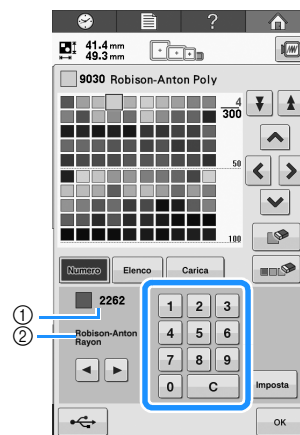 ?
41.4 mm
49.3 mm
9030 Robison-Anton Poly
4
300
50
100
Numero Elenco Carica
① 2262
② Robison-Anton
Rayon
1 2 3
4 5 6
7 8 9
0 C
Imposta
OK